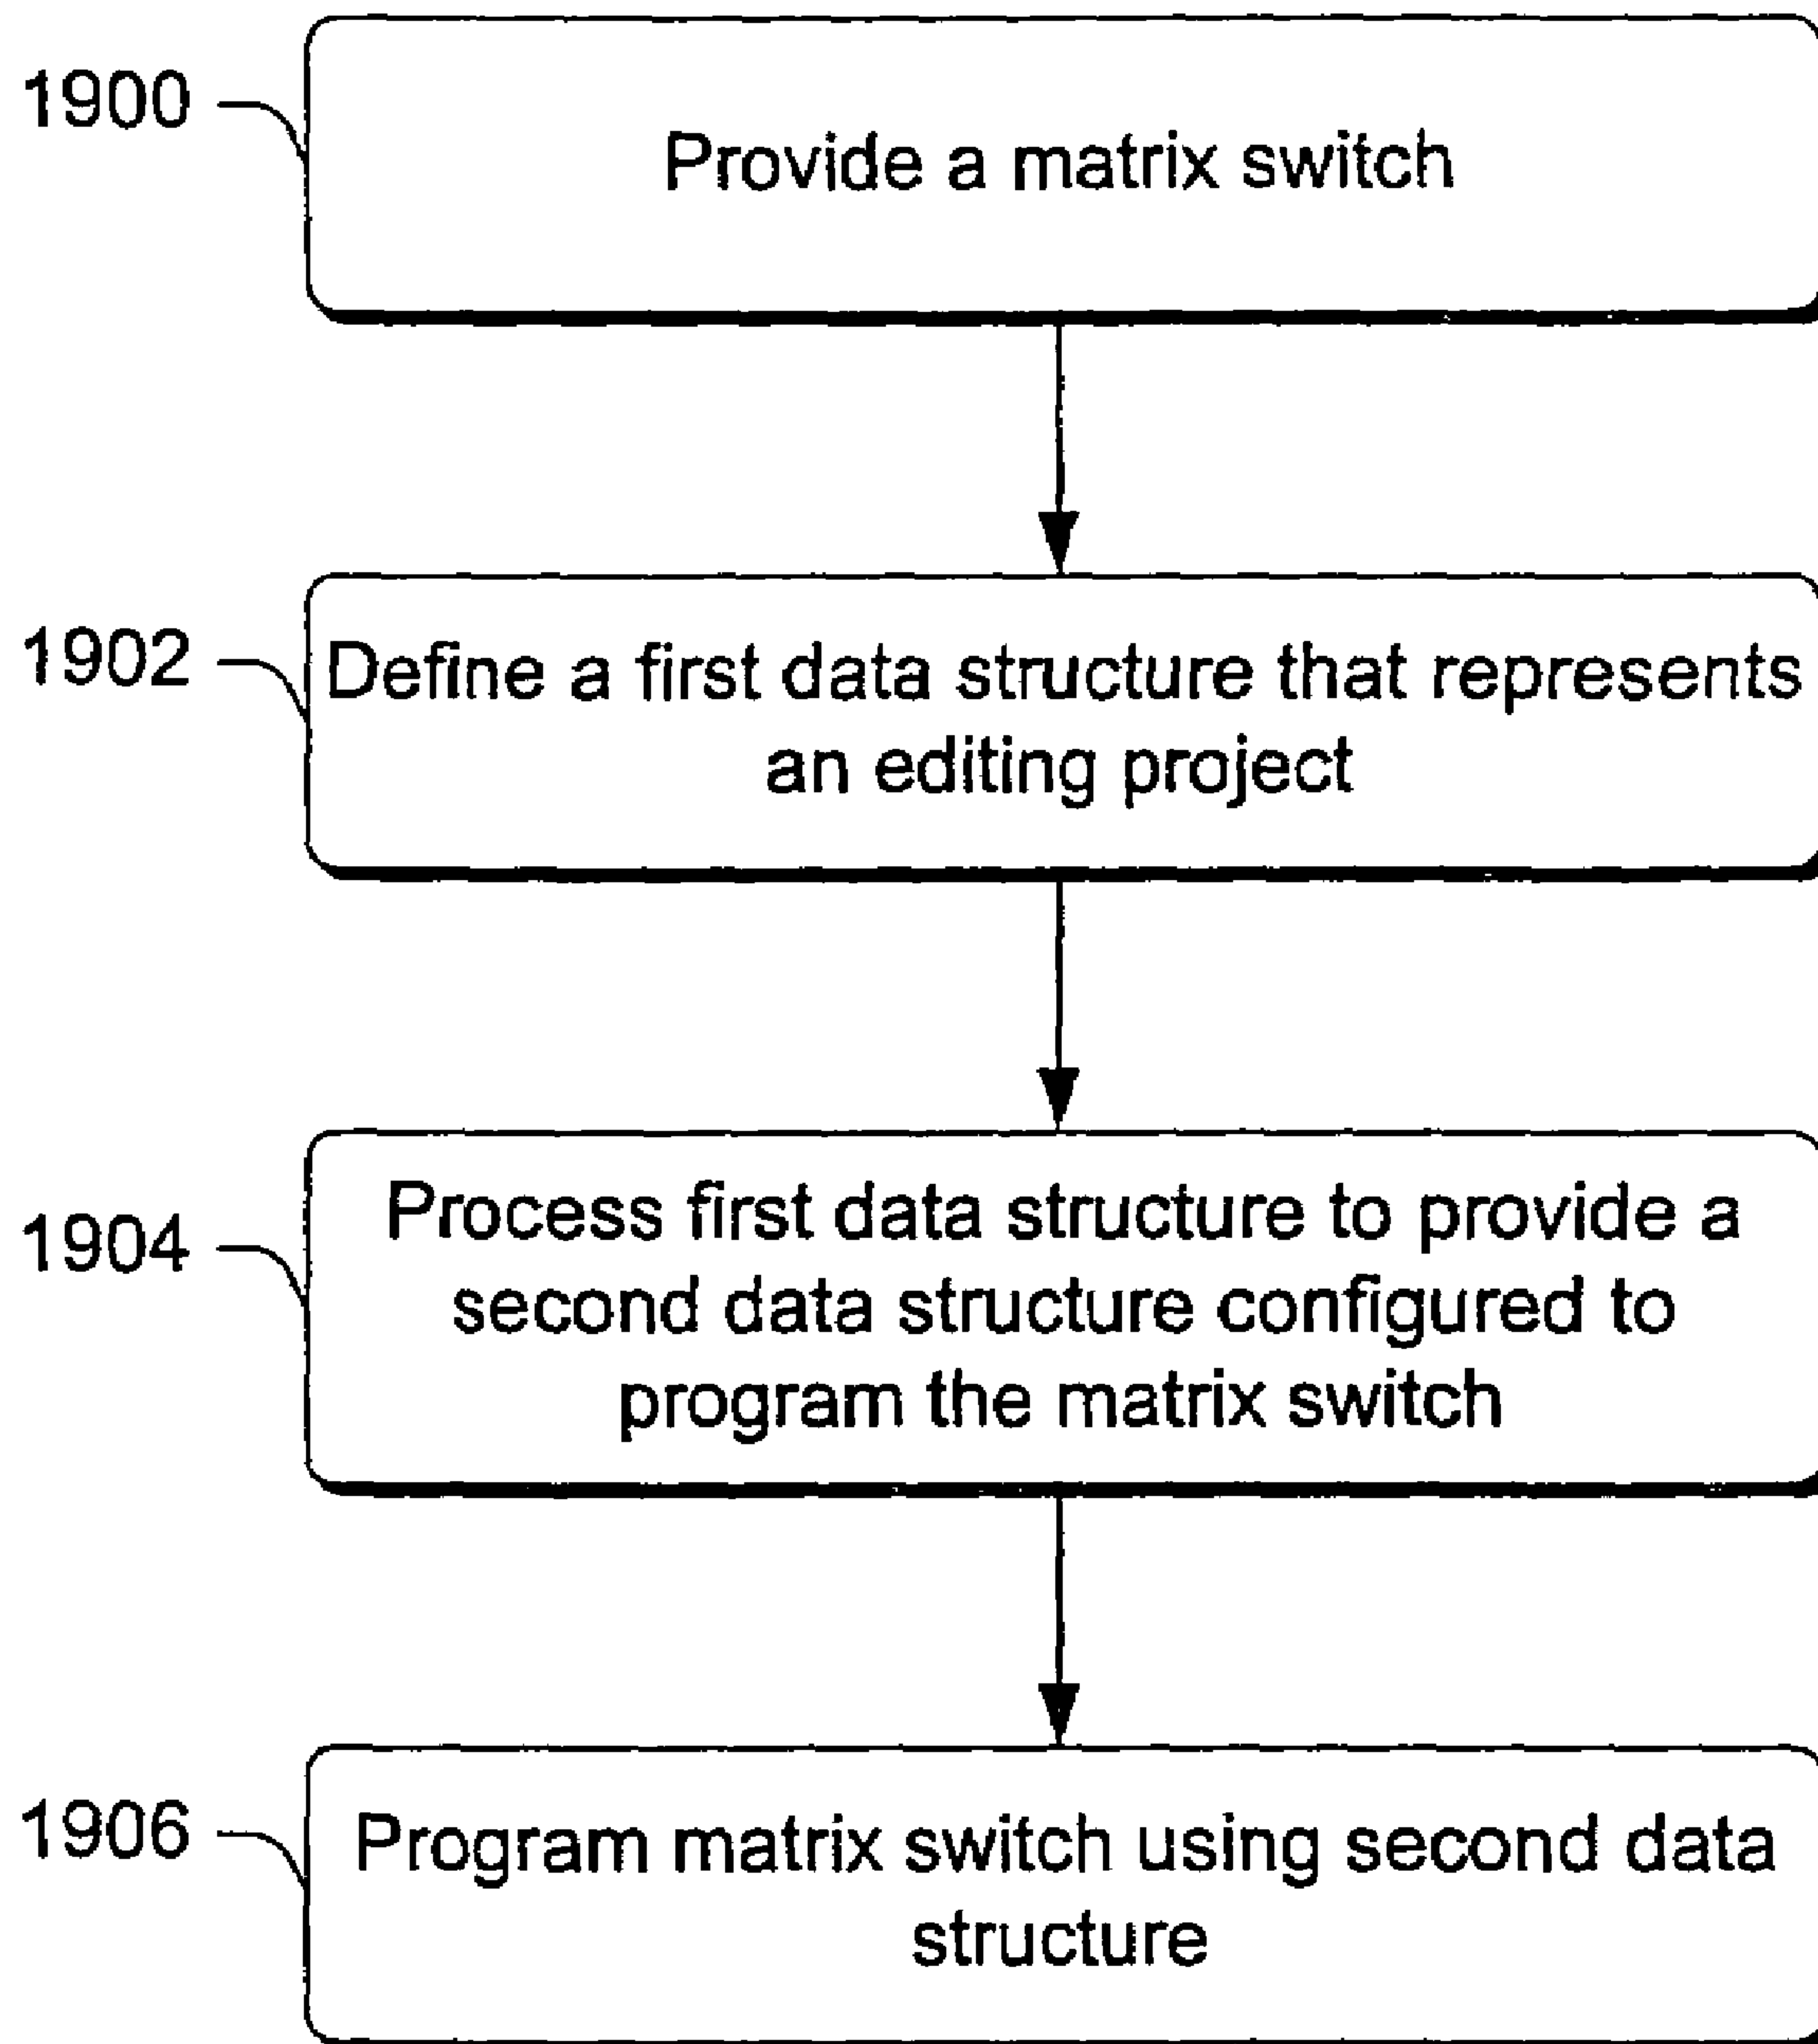 1900
Provide a matrix switch
1902
Define a first data structure that represents
an editing project
1904
Process first data structure to provide a
second data structure configured to
program the matrix switch
1906
Program matrix switch using second data
structure